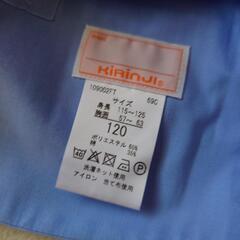 KiRiNJi
109002FT
サイズ 69C
身長 115～125
胸囲 57～63
120
ポリエステル 65%
綿 35%
40
洗濯ネット使用
アイロン 当て布使用